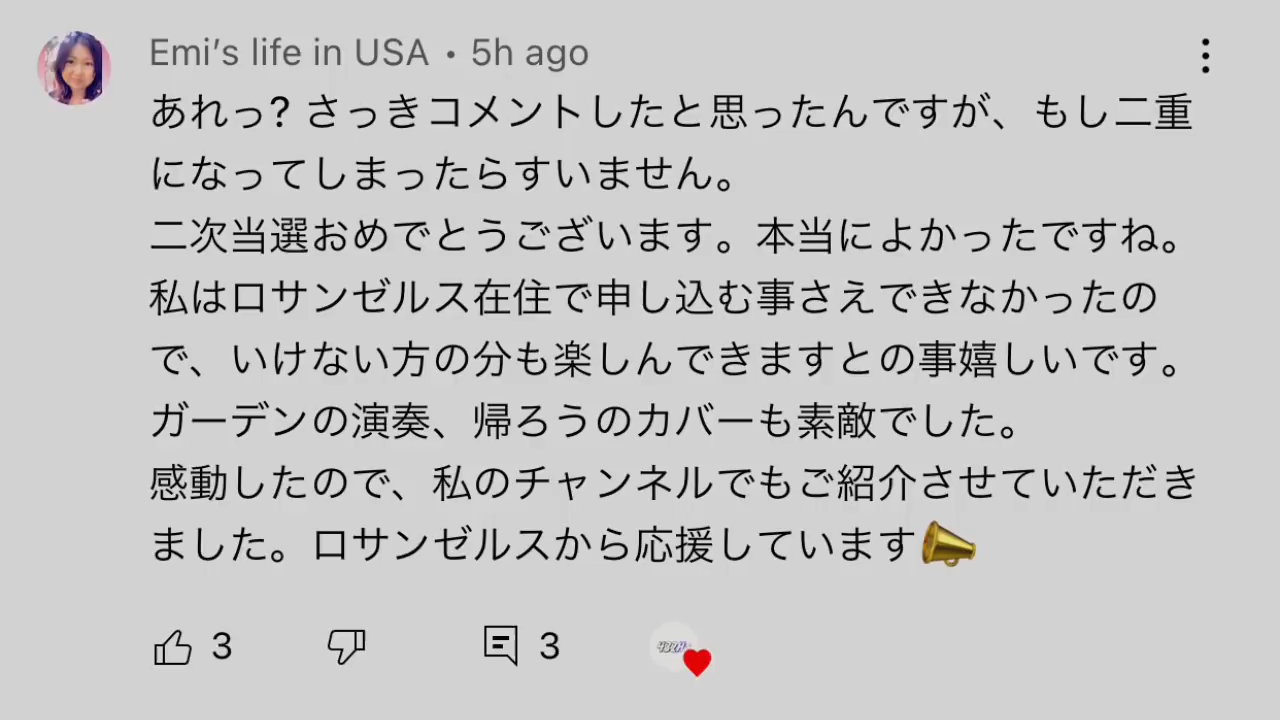 Emi's life in USA • 5h ago
あれっ? さっきコメントしたと思ったんですが、もし二重
になってしまったらすいません。
二次当選おめでとうございます。本当によかったですね。
私はロサンゼルス在住で申し込む事さえできなかったの
で、いけない方の分も楽しんできますとの事嬉しいです。
ガーデンの演奏、帰ろうのカバーも素敵でした。
感動したので、私のチャンネルでもご紹介させていただき
ました。ロサンゼルスから応援しています
3
3